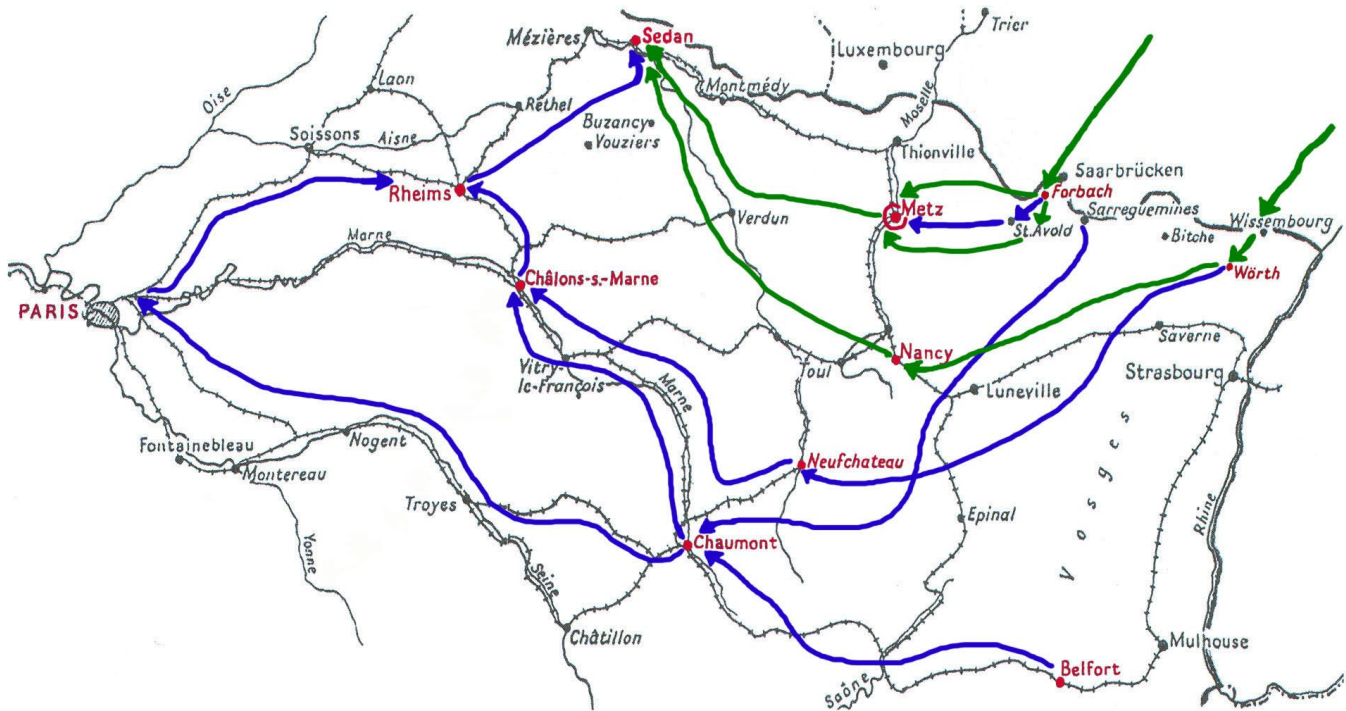 Trier
Mézières
Sedan
Luxembourg
Laon
Oise
Montmédy
Moselle
Rethel
Buzancy
Vouziers
Soissons
Aisne
Thionville
Saarbrücken
Forbach
Rheims
Metz
Verdun
St.Avold
Sarreguemines
Wissembourg
Bitche
Marne
Wörth
Châlons-s.-Marne
PARIS
Saverne
Vitry-
le-François
Toul
Nancy
Marne
Luneville
Strasbourg
Fontainebleau
Nogent
Montereau
Neufchateau
Vosges
Troyes
Epinal
Rhine
Yonne
Chaumont
Seine
Châtillon
Mulhouse
Belfort
Saône